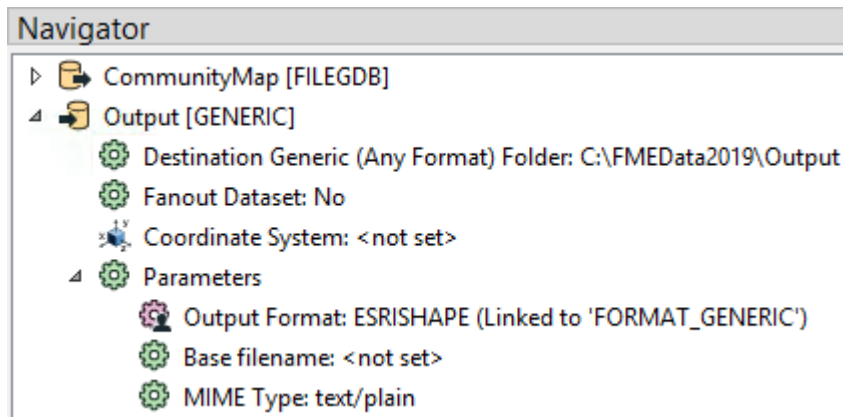 Navigator
CommunityMap [FILEGDB]
Output [GENERIC]
Destination Generic (Any Format) Folder: C:\FMEData2019\Output
Fanout Dataset: No
Coordinate System: <not set>
Parameters
Output Format: ESRISHAPE (Linked to 'FORMAT_GENERIC')
Base filename: <not set>
MIME Type: text/plain